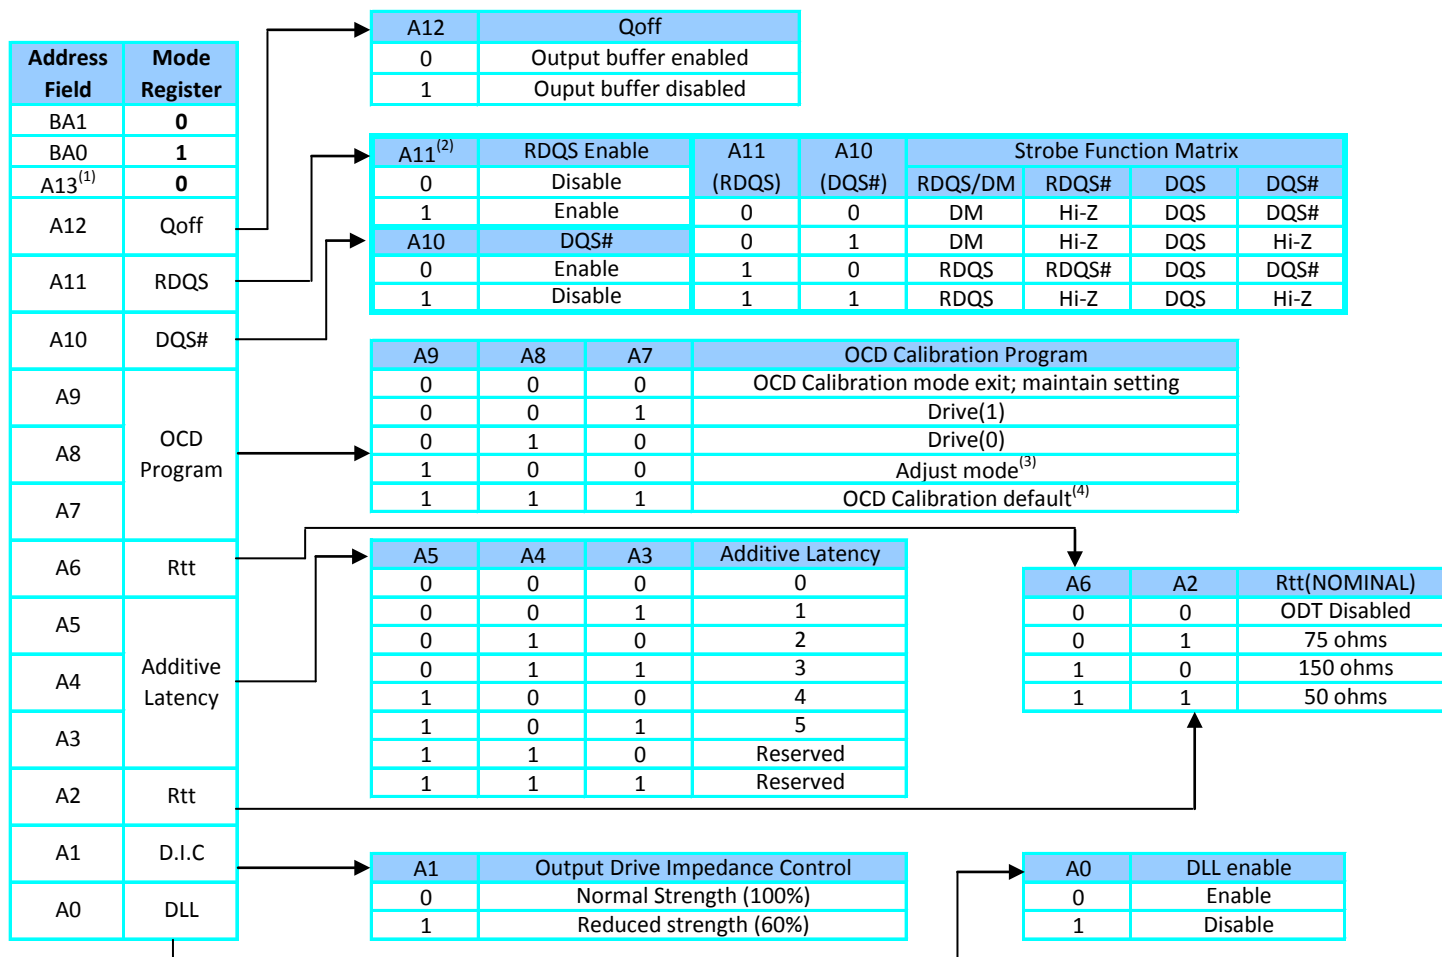 A12 Qoff
0 Output buffer enabled
1 Ouput buffer disabled
Address Field Mode Register
BA1 0
BA0 1
A13(1) 0
A12 Qoff
A11 RDQS
A10 DQS#
A9
A8
A7
OCD Program
A6 Rtt
A5
A4
A3
Additive Latency
A2 Rtt
A1 D.I.C
A0 DLL
A11(2) RDQS Enable
0 Disable
1 Enable
A10 DQS#
0 Enable
1 Disable
A11 (RDQS) A10 (DQS#) Strobe Function Matrix
RDQS/DM RDQS# DQS DQS#
0 0 DM Hi-Z DQS DQS#
0 1 DM Hi-Z DQS Hi-Z
1 0 RDQS RDQS# DQS DQS#
1 1 RDQS Hi-Z DQS Hi-Z
A9 A8 A7 OCD Calibration Program
0 0 0 OCD Calibration mode exit; maintain setting
0 0 1 Drive(1)
0 1 0 Drive(0)
1 0 0 Adjust mode(3)
1 1 1 OCD Calibration default(4)
A5 A4 A3 Additive Latency
0 0 0 0
0 0 1 1
0 1 0 2
0 1 1 3
1 0 0 4
1 0 1 5
1 1 0 Reserved
1 1 1 Reserved
A6 A2 Rtt(NOMINAL)
0 0 ODT Disabled
0 1 75 ohms
1 0 150 ohms
1 1 50 ohms
A1 Output Drive Impedance Control
0 Normal Strength (100%)
1 Reduced strength (60%)
A0 DLL enable
0 Enable
1 Disable